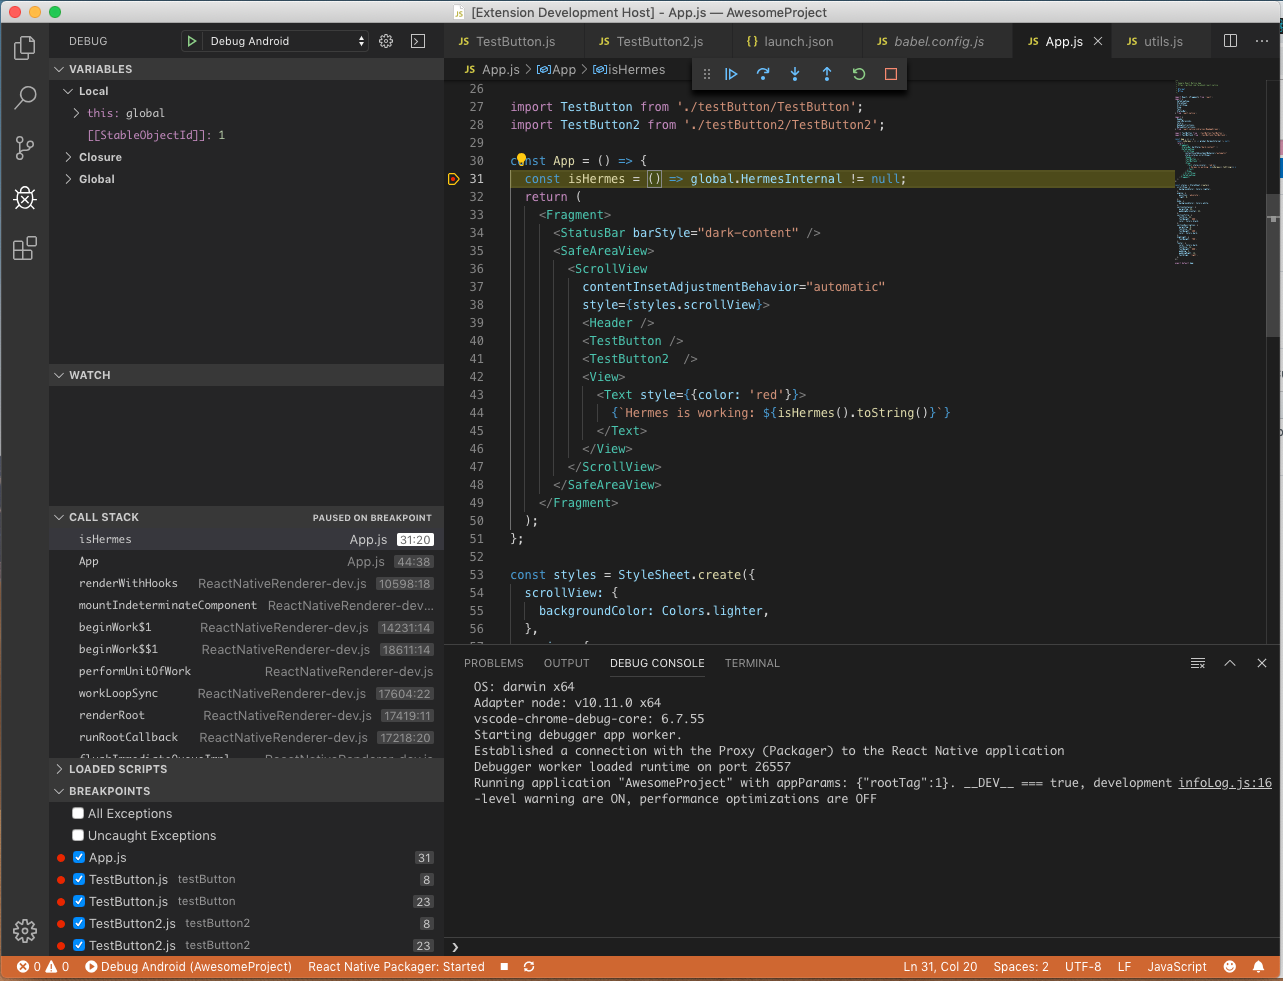 [Extension Development Host] - App.js — AwesomeProject
DEBUG
Debug Android
JS TestButton.js
JS TestButton2.js
{} launch.json
JS babel.config.js
JS App.js
JS utils.js
JS App.js > App > isHermes
VARIABLES
Local
this: global
[[StableObjectId]]: 1
Closure
Global
WATCH
CALL STACK
PAUSED ON BREAKPOINT
isHermes App.js 31:20
App App.js 44:38
renderWithHooks ReactNativeRenderer-dev.js 10598:18
mountIndeterminateComponent ReactNativeRenderer-dev...
beginWork$1 ReactNativeRenderer-dev.js 14231:14
beginWork$$1 ReactNativeRenderer-dev.js 18611:14
performUnitOfWork ReactNativeRenderer-dev.js
workLoopSync ReactNativeRenderer-dev.js 17604:22
renderRoot ReactNativeRenderer-dev.js 17419:11
runRootCallback ReactNativeRenderer-dev.js 17218:20
LOADED SCRIPTS
BREAKPOINTS
All Exceptions
Uncaught Exceptions
App.js 31
TestButton.js testButton 8
TestButton.js testButton 23
TestButton2.js testButton2 8
TestButton2.js testButton2 23
26
27 import TestButton from './testButton/TestButton';
28 import TestButton2 from './testButton2/TestButton2';
29
30 const App = () => {
31 const isHermes = () => global.HermesInternal != null;
32 return (
33 <Fragment>
34 <StatusBar barStyle="dark-content" />
35 <SafeAreaView>
36 <ScrollView
37 contentInsetAdjustmentBehavior="automatic"
38 style={styles.scrollView}>
39 <Header />
40 <TestButton />
41 <TestButton2  />
42 <View>
43 <Text style={{color: 'red'}}>
44 {`Hermes is working: ${isHermes().toString()}`}
45 </Text>
46 </View>
47 </ScrollView>
48 </SafeAreaView>
49 </Fragment>
50 );
51 };
52
53 const styles = StyleSheet.create({
54 scrollView: {
55 backgroundColor: Colors.lighter,
56 },
PROBLEMS
OUTPUT
DEBUG CONSOLE
TERMINAL
OS: darwin x64
Adapter node: v10.11.0 x64
vscode-chrome-debug-core: 6.7.55
Starting debugger app worker.
Established a connection with the Proxy (Packager) to the React Native application
Debugger worker loaded runtime on port 26557
Running application "AwesomeProject" with appParams: {"rootTag":1}. __DEV__ === true, development infoLog.js:16
-level warning are ON, performance optimizations are OFF
0 0 Debug Android (AwesomeProject) React Native Packager: Started
Ln 31, Col 20 Spaces: 2 UTF-8 LF JavaScript